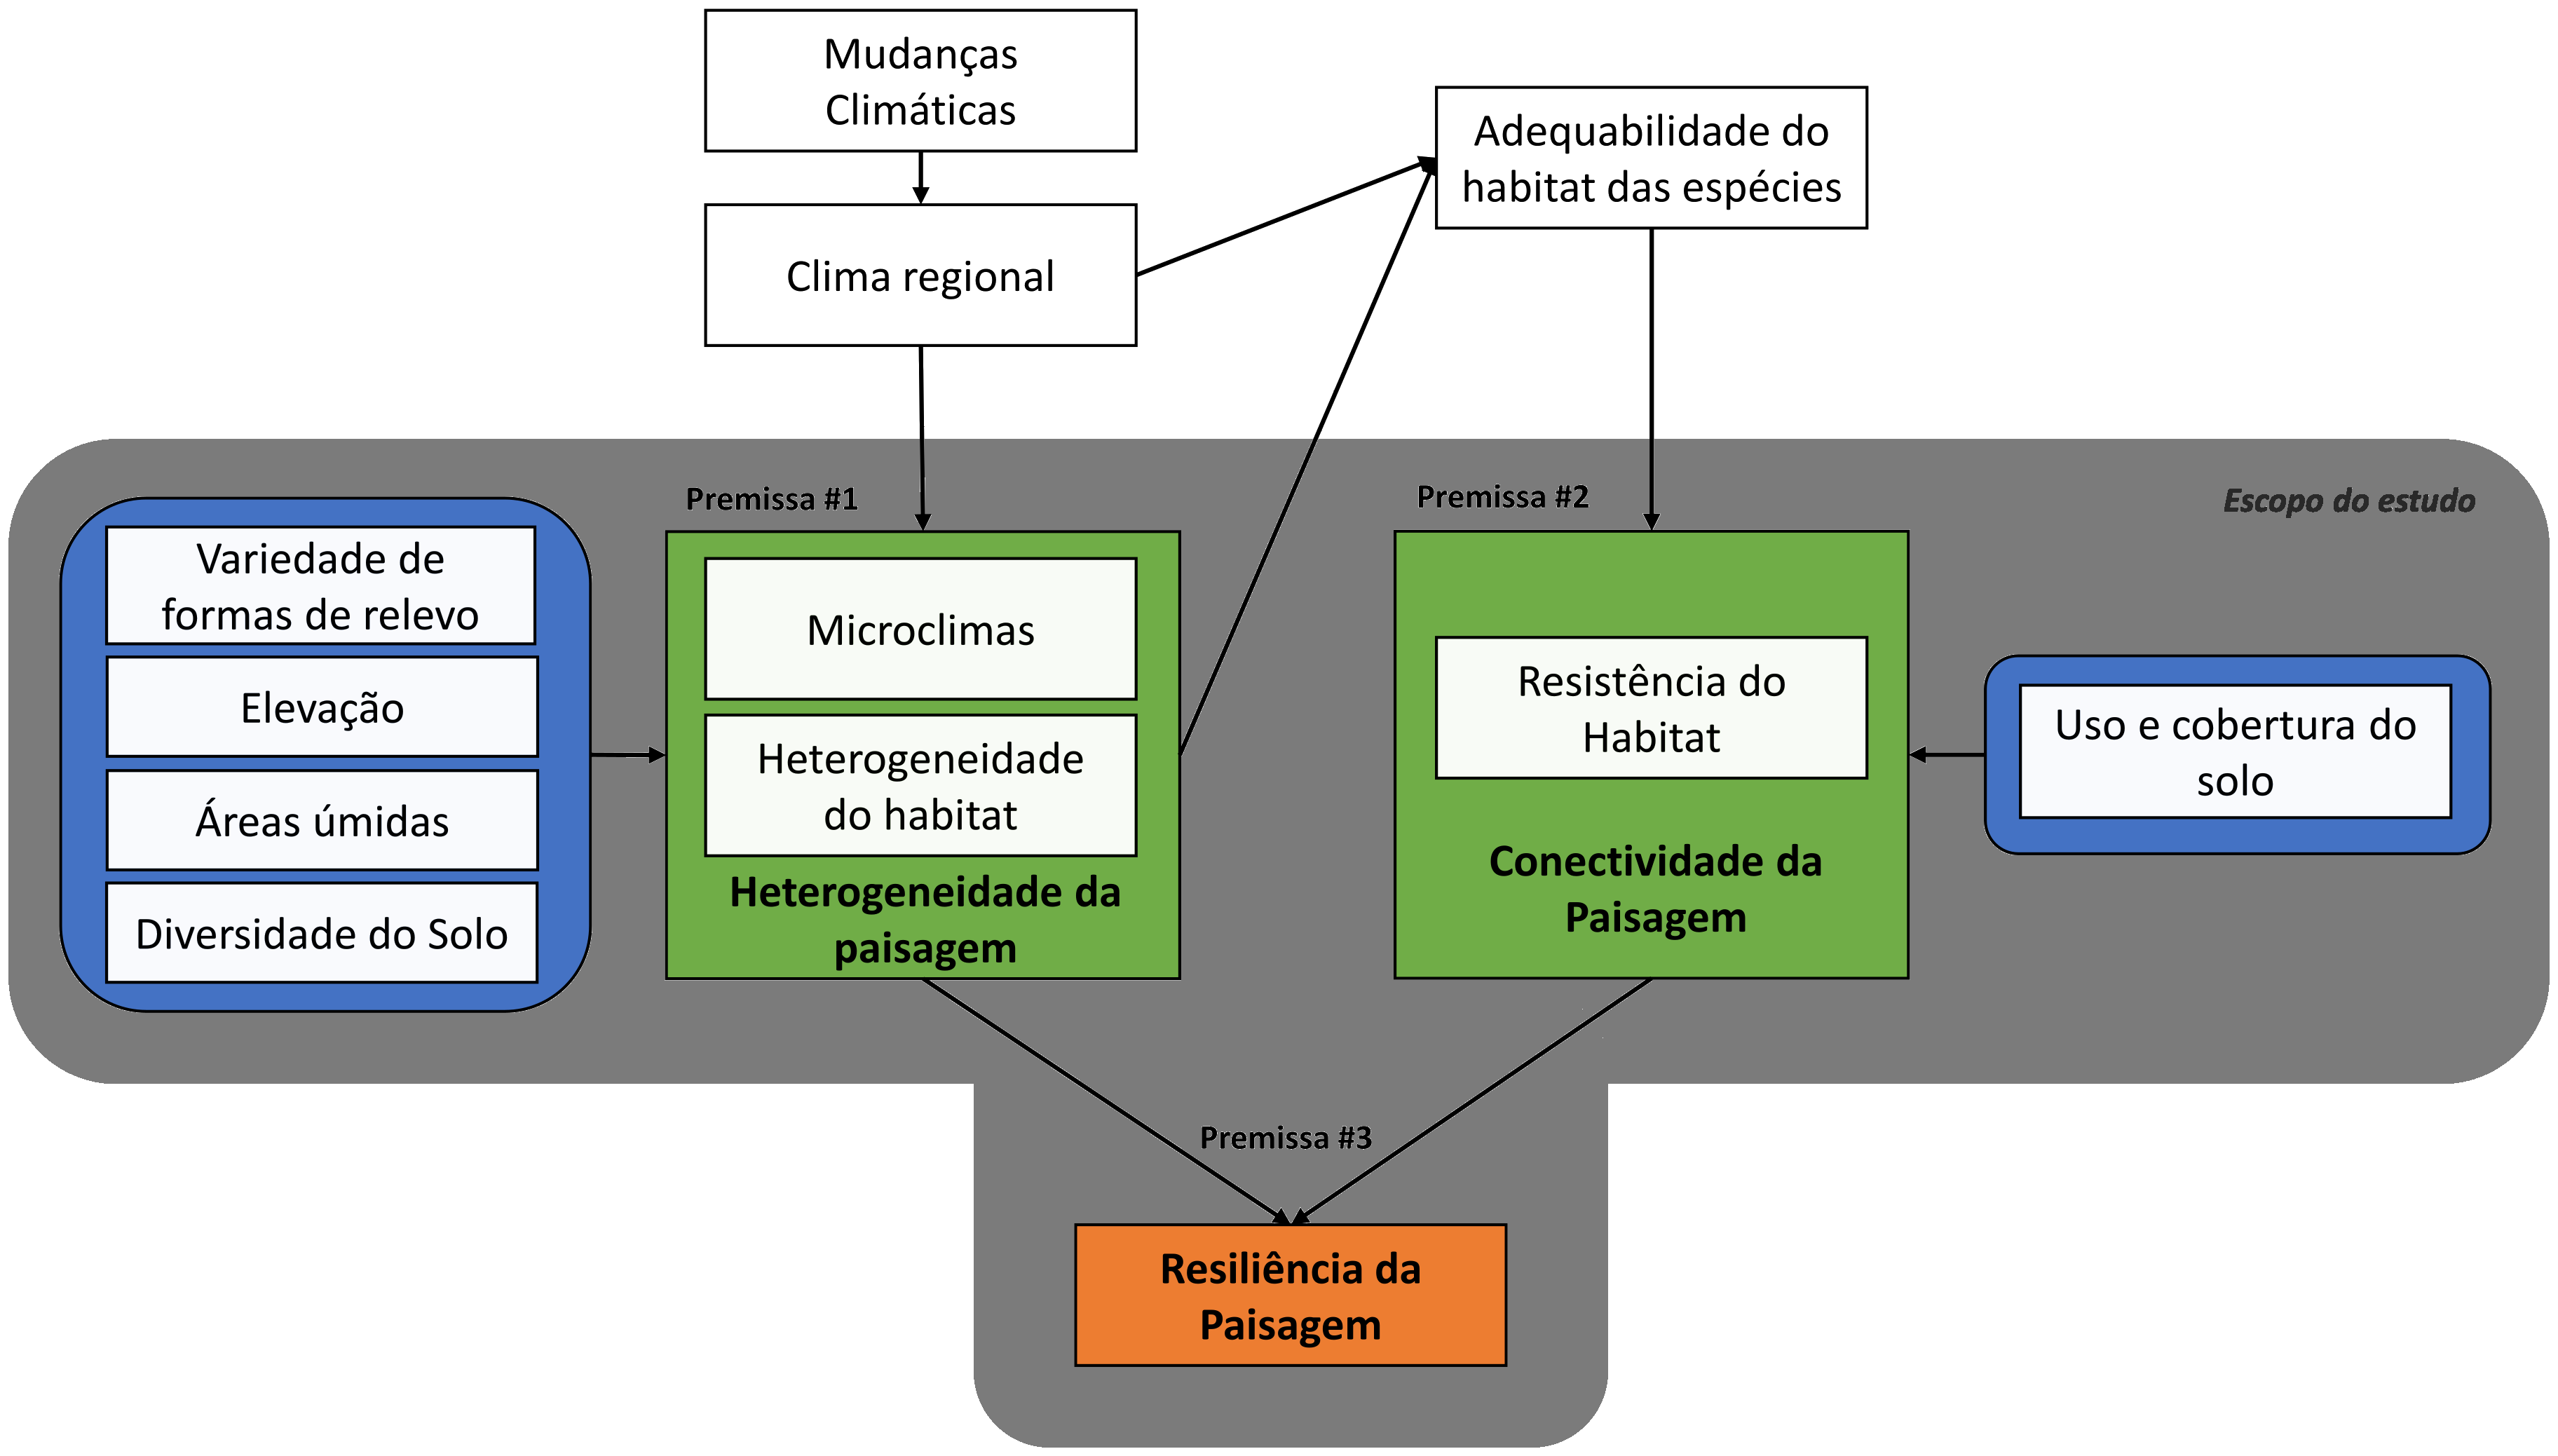 Mudanças
Climáticas
Adequabilidade do
habitat das espécies
Clima regional
Premissa #1
Premissa #2
Escopo do estudo
Variedade de
formas de relevo
Elevação
Áreas úmidas
Diversidade do Solo
Microclimas
Heterogeneidade
do habitat
Heterogeneidade da
paisagem
Resistência do
Habitat
Conectividade da
Paisagem
Uso e cobertura do
solo
Premissa #3
Resiliência da
Paisagem